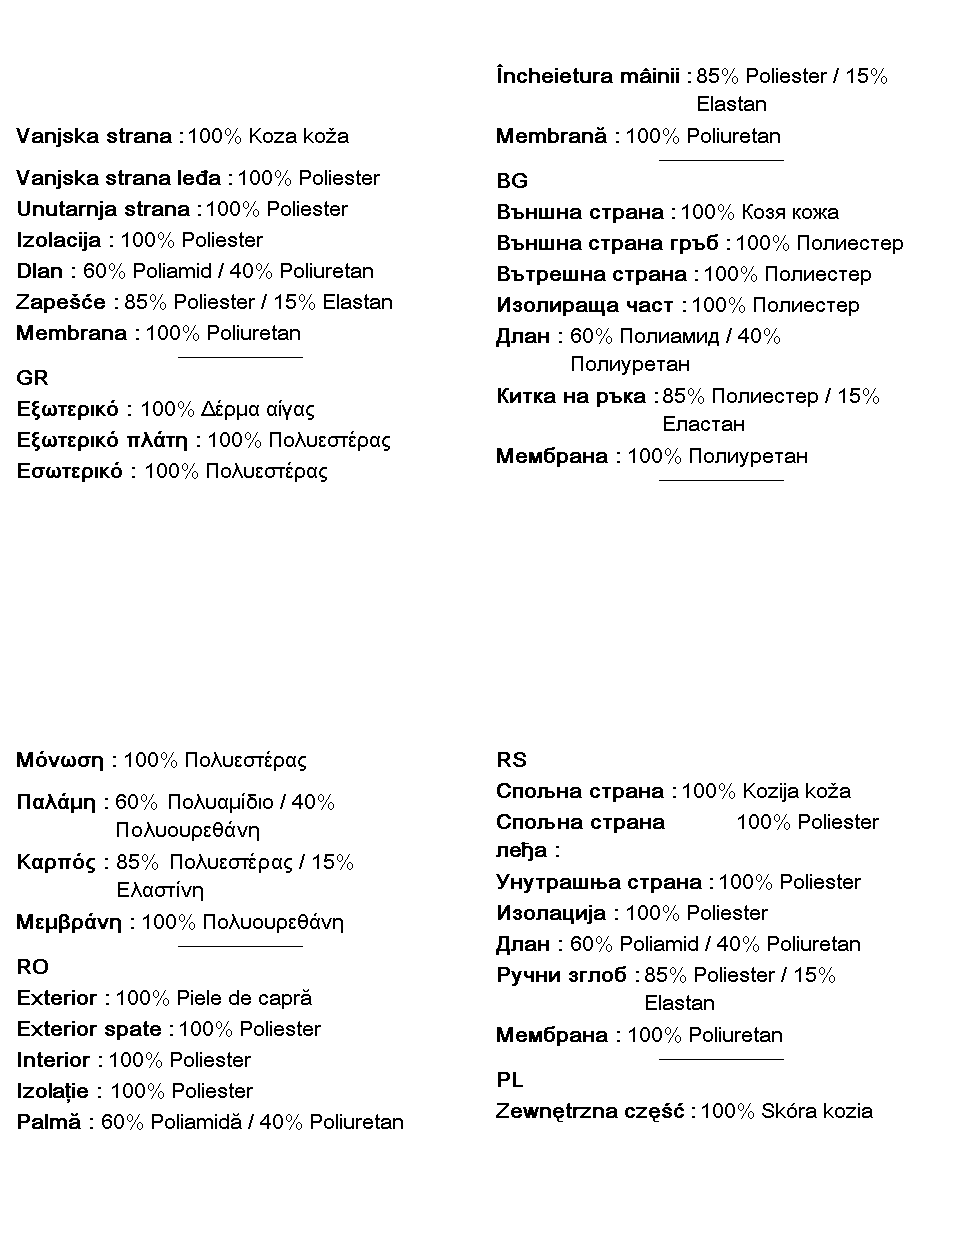 Vanjska strana : 100% Koza koža
Vanjska strana leđa : 100% Poliester
Unutarnja strana : 100% Poliester
Izolacija : 100% Poliester
Dlan : 60% Poliamid / 40% Poliuretan
Zapešće : 85% Poliester / 15% Elastan
Membrana : 100% Poliuretan
GR
Εξωτερικό : 100% Δέρμα αίγας
Εξωτερικό πλάτη : 100% Πολυεστέρας
Εσωτερικό : 100% Πολυεστέρας
Μόνωση : 100% Πολυεστέρας
Παλάμη : 60% Πολυαμίδιο / 40%
Πολυουρεθάνη
Καρπός : 85% Πολυεστέρας / 15%
Ελαστίνη
Μεμβράνη : 100% Πολυουρεθάνη
RO
Exterior : 100% Piele de capră
Exterior spate : 100% Poliester
Interior : 100% Poliester
Izolație : 100% Poliester
Palmă : 60% Poliamidă / 40% Poliuretan
Încheietura mâinii : 85% Poliester / 15%
Elastan
Membrană : 100% Poliuretan
BG
Външна страна : 100% Козя кожа
Външна страна гръб : 100% Полиестер
Вътрешна страна : 100% Полиестер
Изолираща част : 100% Полиестер
Длан : 60% Полиамид / 40%
Полиуретан
Китка на ръка : 85% Полиестер / 15%
Еластан
Мембрана : 100% Полиуретан
RS
Спољна страна : 100% Kozija koža
Спољна страна 100% Poliester
леђа :
Унутрашња страна : 100% Poliester
Изолација : 100% Poliester
Длан : 60% Poliamid / 40% Poliuretan
Ручни зглоб : 85% Poliester / 15%
Elastan
Мембрана : 100% Poliuretan
PL
Zewnętrzna część : 100% Skóra kozia